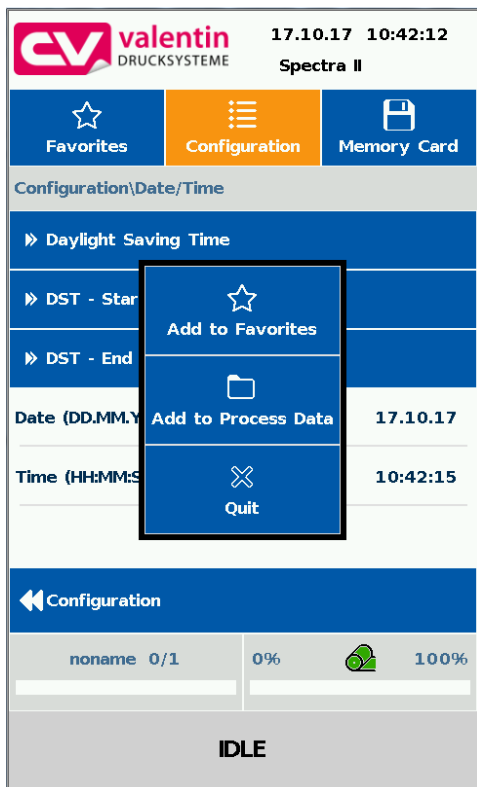 CV valentin
DRUCKSYSTEME
17.10.17 10:42:12
Spectra II
Favorites
Configuration
Memory Card
Configuration\Date/Time
Daylight Saving Time
DST - Star
DST - End
Date (DD.MM.Y
17.10.17
Time (HH:MM:S
10:42:15
Add to Favorites
Add to Process Data
Quit
Configuration
noname 0/1
0%
100%
IDLE